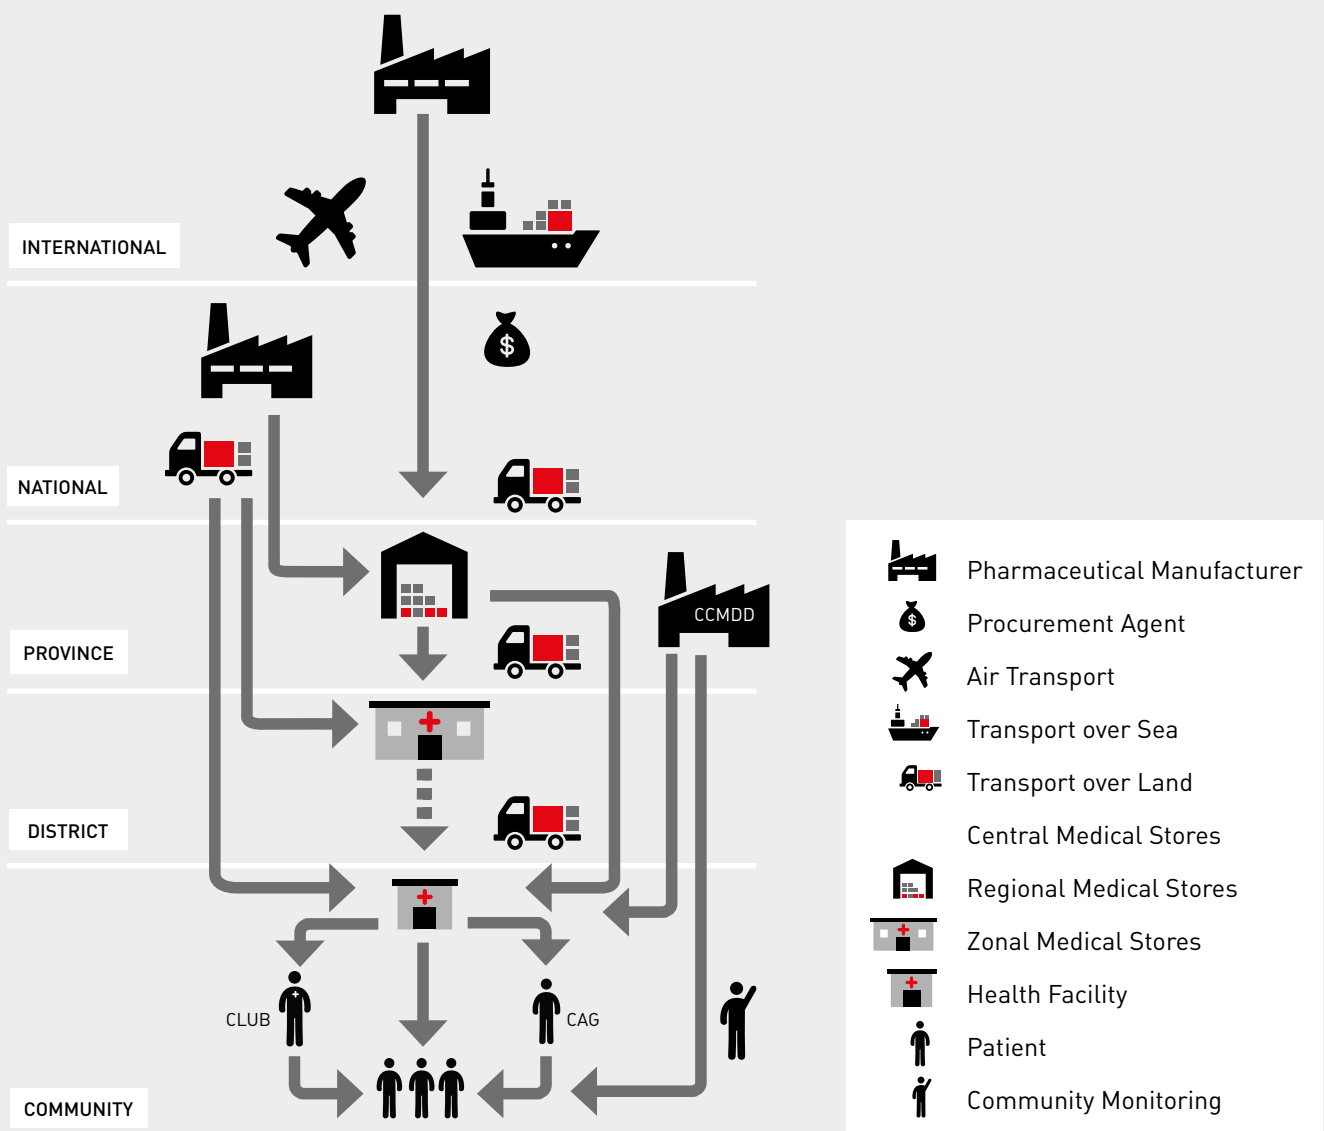 INTERNATIONAL
$
NATIONAL
PROVINCE
CCMDD
DISTRICT
CLUB
CAG
COMMUNITY
Pharmaceutical Manufacturer
$
Procurement Agent
Air Transport
Transport over Sea
Transport over Land
Central Medical Stores
Regional Medical Stores
Zonal Medical Stores
Health Facility
Patient
Community Monitoring